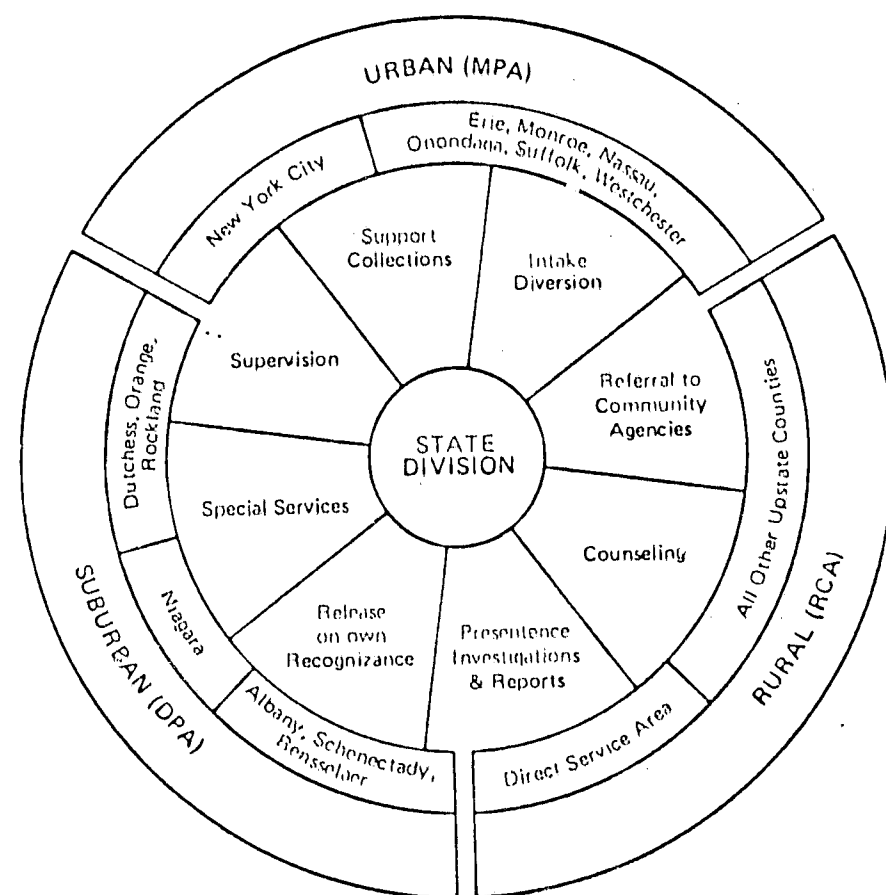 URBAN (MPA)
New York City
Erie, Monroe, Nassau,
Onondaga, Suffolk, Westchester
Support
Collections
Intake
Diversion
Supervision
Referral to
Community
Agencies
Dutchess, Orange,
Rockland
STATE
DIVISION
All Other Upstate Counties
Special Services
Counseling
Niagara
Release
on own
Recognizance
Presentence
Investigations
& Reports
SUBURBAN (DPA)
RURAL (RCA)
Albany, Schenectady,
Rensselaer
Direct Service Area